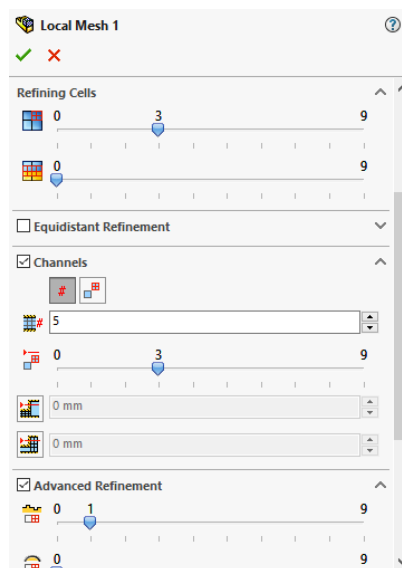 Local Mesh 1
Refining Cells
0 3 9
0 9
Equidistant Refinement
Channels
#
# 5
0 3 9
0 mm
0 mm
Advanced Refinement
0 1 9
0 9